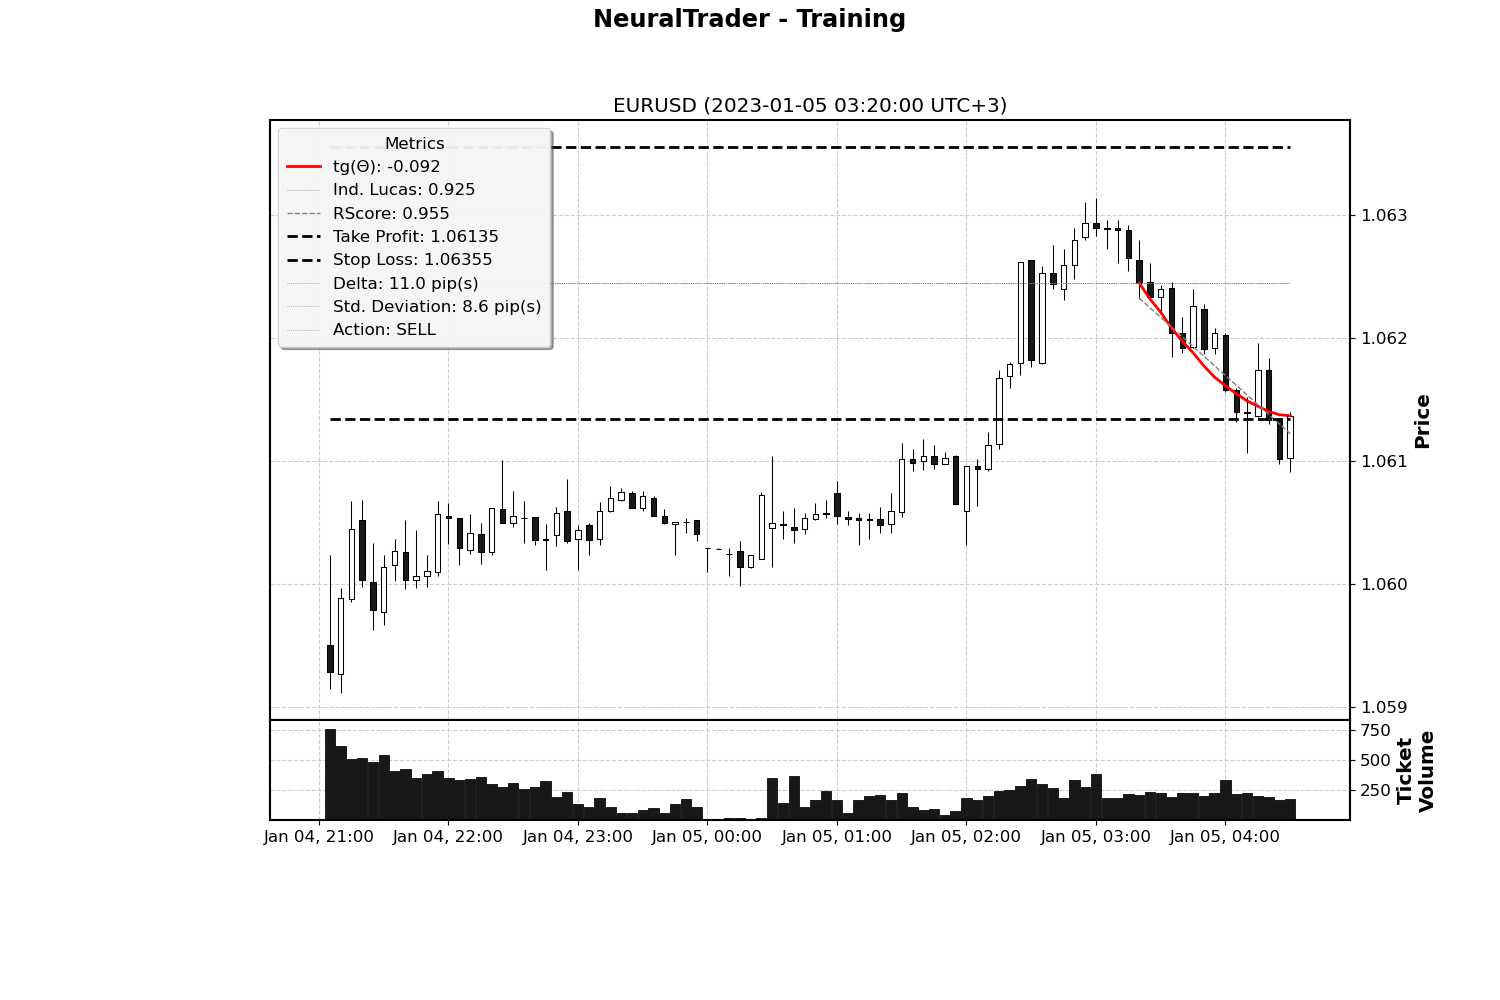 NeuralTrader - Training
EURUSD (2023-01-05 03:20:00 UTC+3)
Metrics
tg(Θ): -0.092
Ind. Lucas: 0.925
RScore: 0.955
Take Profit: 1.06135
Stop Loss: 1.06355
Delta: 11.0 pip(s)
Std. Deviation: 8.6 pip(s)
Action: SELL
1.063
1.062
1.061
1.060
1.059
Price
750
500
250
Ticket
Volume
Jan 04, 21:00 Jan 04, 22:00 Jan 04, 23:00 Jan 05, 00:00 Jan 05, 01:00 Jan 05, 02:00 Jan 05, 03:00 Jan 05, 04:00